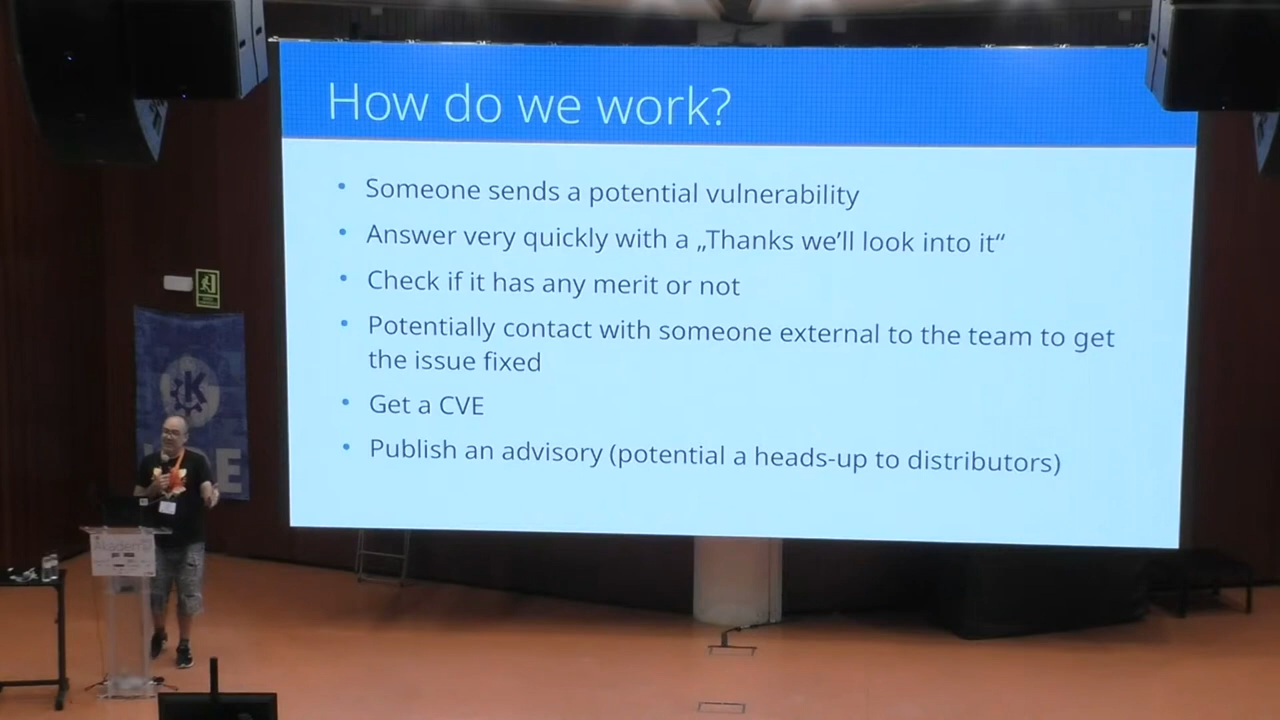 How do we work?
Someone sends a potential vulnerability
Answer very quickly with a „Thanks we’ll look into it“
Check if it has any merit or not
Potentially contact with someone external to the team to get
the issue fixed
Get a CVE
Publish an advisory (potential a heads-up to distributors)
K
Akademy